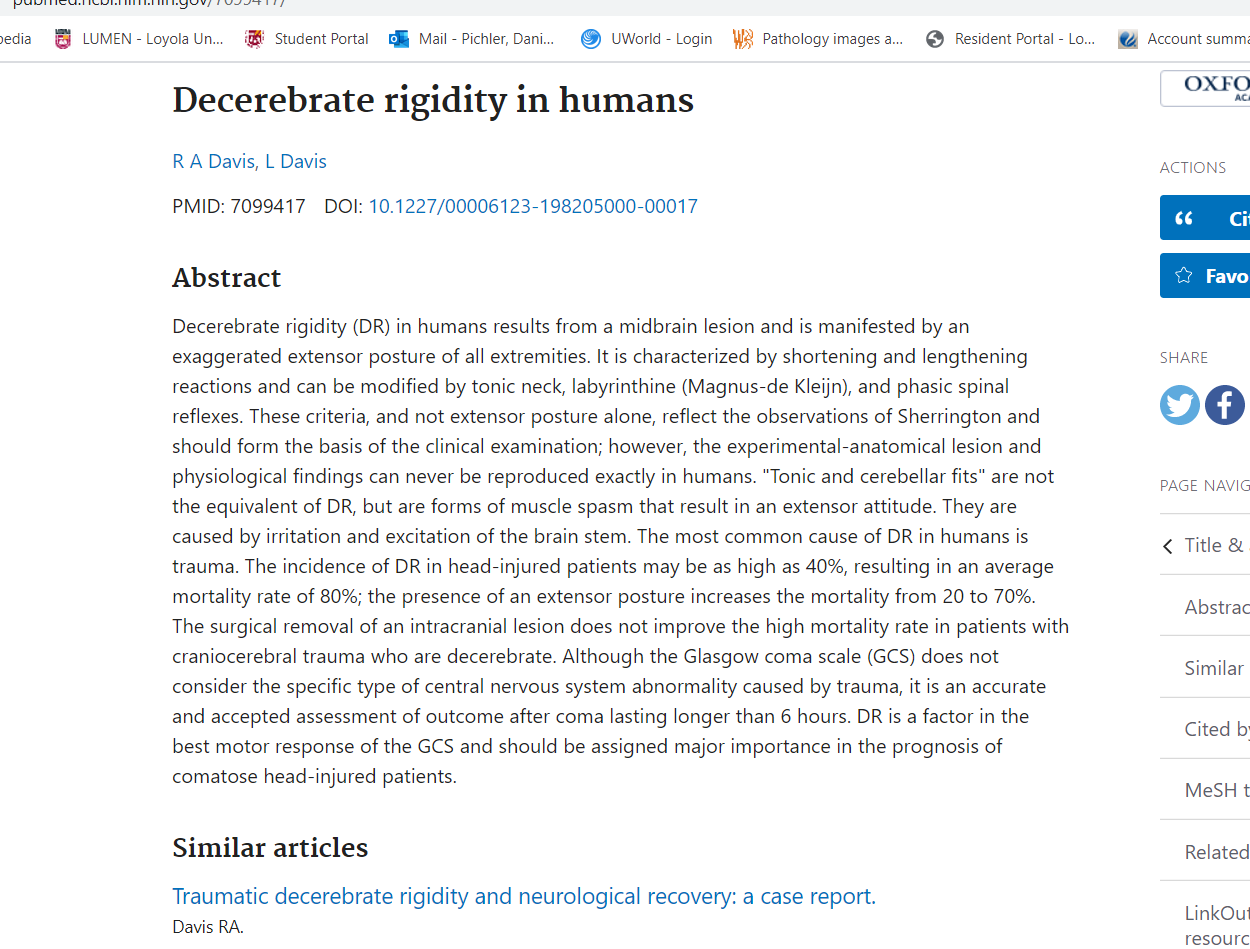 pubmed.ncbi.nlm.nih.gov/7099417/
pedia LUMEN - Loyola Un... Student Portal Mail - Pichler, Dani... UWorld - Login Pathology images a... Resident Portal - Lo... Account summa
Decerebrate rigidity in humans
OXFO
AC
R A Davis, L Davis
PMID: 7099417 DOI: 10.1227/00006123-198205000-00017
Abstract
Decerebrate rigidity (DR) in humans results from a midbrain lesion and is manifested by an
exaggerated extensor posture of all extremities. It is characterized by shortening and lengthening
reactions and can be modified by tonic neck, labyrinthine (Magnus-de Kleijn), and phasic spinal
reflexes. These criteria, and not extensor posture alone, reflect the observations of Sherrington and
should form the basis of the clinical examination; however, the experimental-anatomical lesion and
physiological findings can never be reproduced exactly in humans. "Tonic and cerebellar fits" are not
the equivalent of DR, but are forms of muscle spasm that result in an extensor attitude. They are
caused by irritation and excitation of the brain stem. The most common cause of DR in humans is
trauma. The incidence of DR in head-injured patients may be as high as 40%, resulting in an average
mortality rate of 80%; the presence of an extensor posture increases the mortality from 20 to 70%.
The surgical removal of an intracranial lesion does not improve the high mortality rate in patients with
craniocerebral trauma who are decerebrate. Although the Glasgow coma scale (GCS) does not
consider the specific type of central nervous system abnormality caused by trauma, it is an accurate
and accepted assessment of outcome after coma lasting longer than 6 hours. DR is a factor in the
best motor response of the GCS and should be assigned major importance in the prognosis of
comatose head-injured patients.
Similar articles
Traumatic decerebrate rigidity and neurological recovery: a case report.
Davis RA.
ACTIONS
Ci
Favo
SHARE
PAGE NAVIG
Title &
Abstrac
Similar
Cited by
MeSH t
Related
LinkOut
resourc